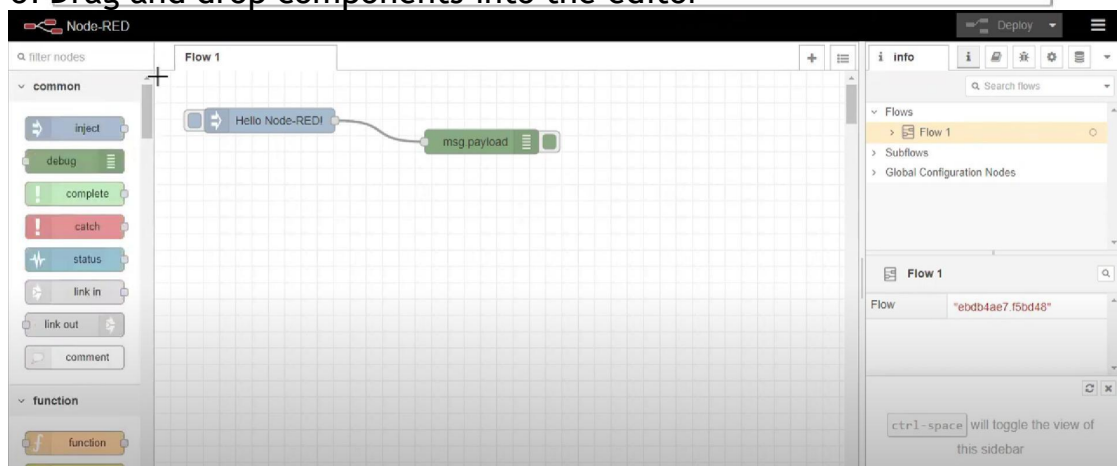 6. Drag and drop components into the editor
Node-RED
Deploy
filter nodes
Flow 1
i info
i
Search flows
common
inject
debug
complete
catch
status
link in
link out
comment
function
function
Hello Node-RED!
msg.payload
Flows
Flow 1
Subflows
Global Configuration Nodes
Flow 1
Flow "ebdb4ae7.f5bd48"
ctrl-space will toggle the view of
this sidebar